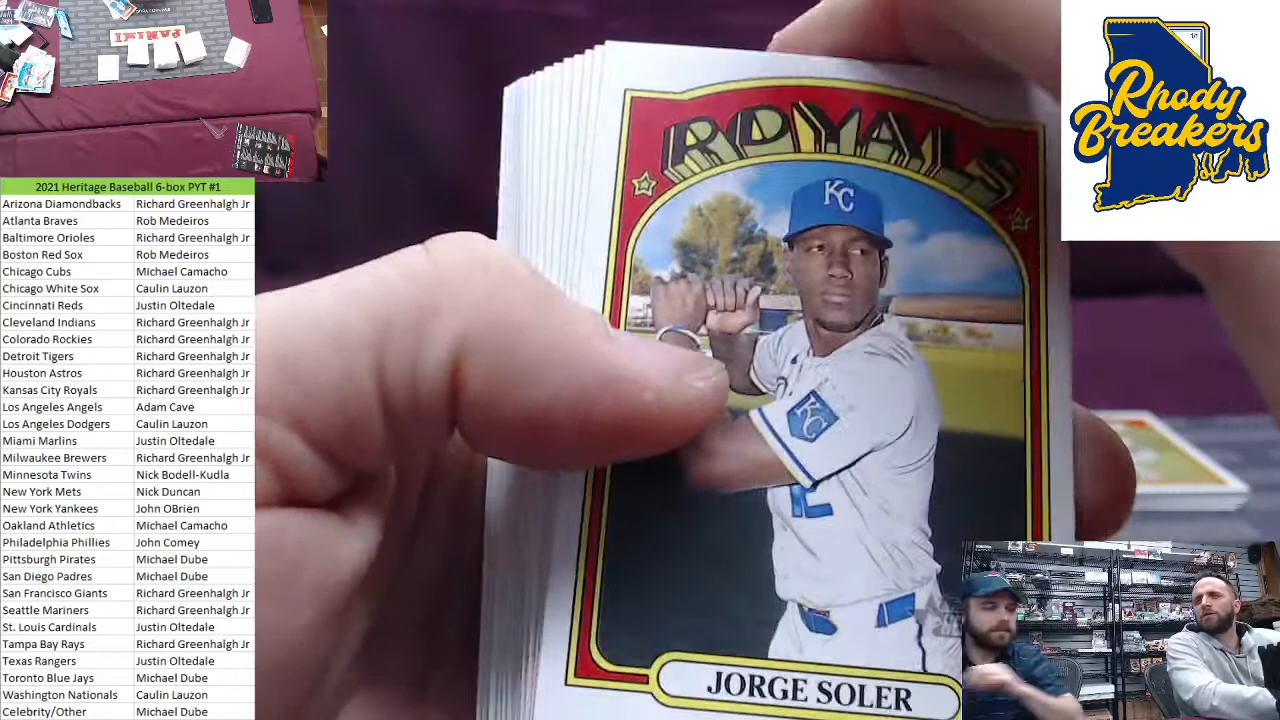 PANINI
Rhody
Breakers
1/1
2021 Heritage Baseball 6-box PYT #1
Arizona Diamondbacks Richard Greenhalgh Jr
Atlanta Braves Rob Medeiros
Baltimore Orioles Richard Greenhalgh Jr
Boston Red Sox Rob Medeiros
Chicago Cubs Michael Camacho
Chicago White Sox Caulin Lauzon
Cincinnati Reds Justin Oltedale
Cleveland Indians Richard Greenhalgh Jr
Colorado Rockies Richard Greenhalgh Jr
Detroit Tigers Richard Greenhalgh Jr
Houston Astros Richard Greenhalgh Jr
Kansas City Royals Richard Greenhalgh Jr
Los Angeles Angels Adam Cave
Los Angeles Dodgers Caulin Lauzon
Miami Marlins Justin Oltedale
Milwaukee Brewers Richard Greenhalgh Jr
Minnesota Twins Nick Bodell-Kudla
New York Mets Nick Duncan
New York Yankees John OBrien
Oakland Athletics Michael Camacho
Philadelphia Phillies John Comey
Pittsburgh Pirates Michael Dube
San Diego Padres Michael Dube
San Francisco Giants Richard Greenhalgh Jr
Seattle Mariners Richard Greenhalgh Jr
St. Louis Cardinals Justin Oltedale
Tampa Bay Rays Richard Greenhalgh Jr
Texas Rangers Justin Oltedale
Toronto Blue Jays Michael Dube
Washington Nationals Caulin Lauzon
Celebrity/Other Michael Dube
ROYALS
KC
KC
12
JORGE SOLER